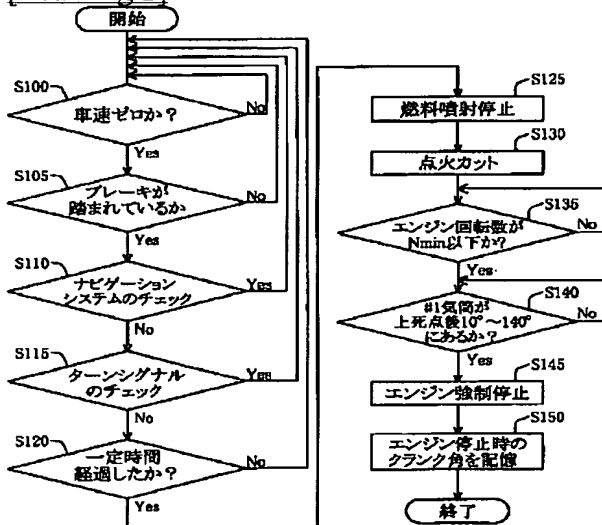 開始
S100
車速ゼロか？
No
Yes
S105
ブレーキが
踏まれているか
No
Yes
S110
ナビゲーション
システムのチェック
Yes
No
S115
ターンシグナル
のチェック
Yes
No
S120
一定時間
経過したか？
No
Yes
S125
燃料噴射停止
S130
点火カット
S135
エンジン回転数が
Nmin以下か?
No
Yes
S140
#1気筒が
上死点後10°～140°
にあるか？
No
Yes
S145
エンジン強制停止
S150
エンジン停止時の
クランク角を記憶
終了